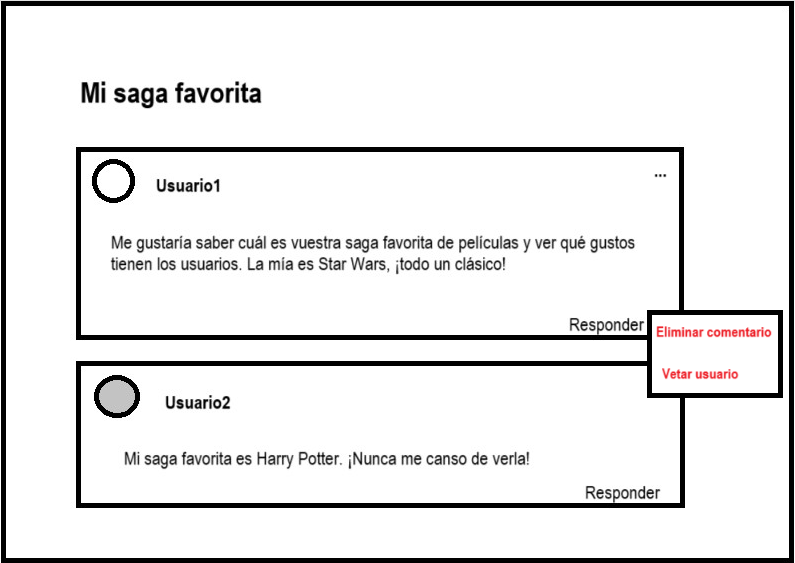 Mi saga favorita
Usuario1
...
Me gustaría saber cuál es vuestra saga favorita de películas y ver qué gustos
tienen los usuarios. La mía es Star Wars, ¡todo un clásico!
Responder
Eliminar comentario
Vetar usuario
Usuario2
Mi saga favorita es Harry Potter. ¡Nunca me canso de verla!
Responder